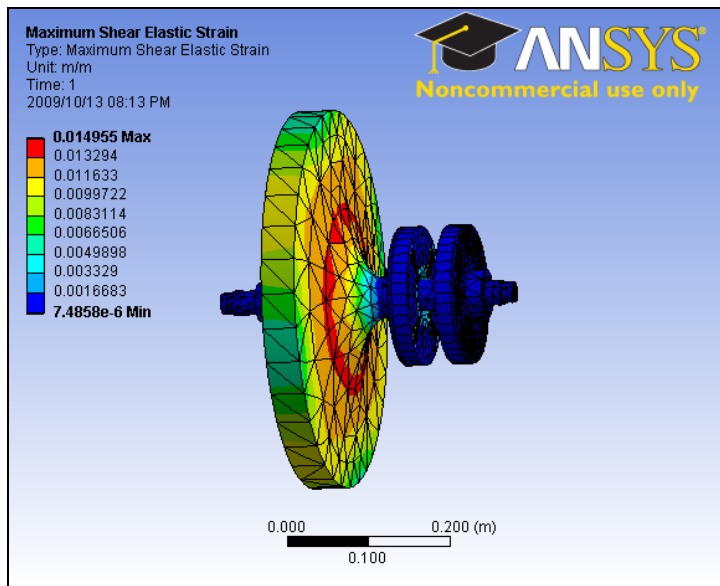 Maximum Shear Elastic Strain
Type: Maximum Shear Elastic Strain
Unit: m/m
Time: 1
2009/10/13 08:13 PM
ANSYS®
Noncommercial use only
0.014955 Max
0.013294
0.011633
0.0099722
0.0083114
0.0066506
0.0049898
0.003329
0.0016683
7.4858e-6 Min
0.000 0.200 (m)
0.100